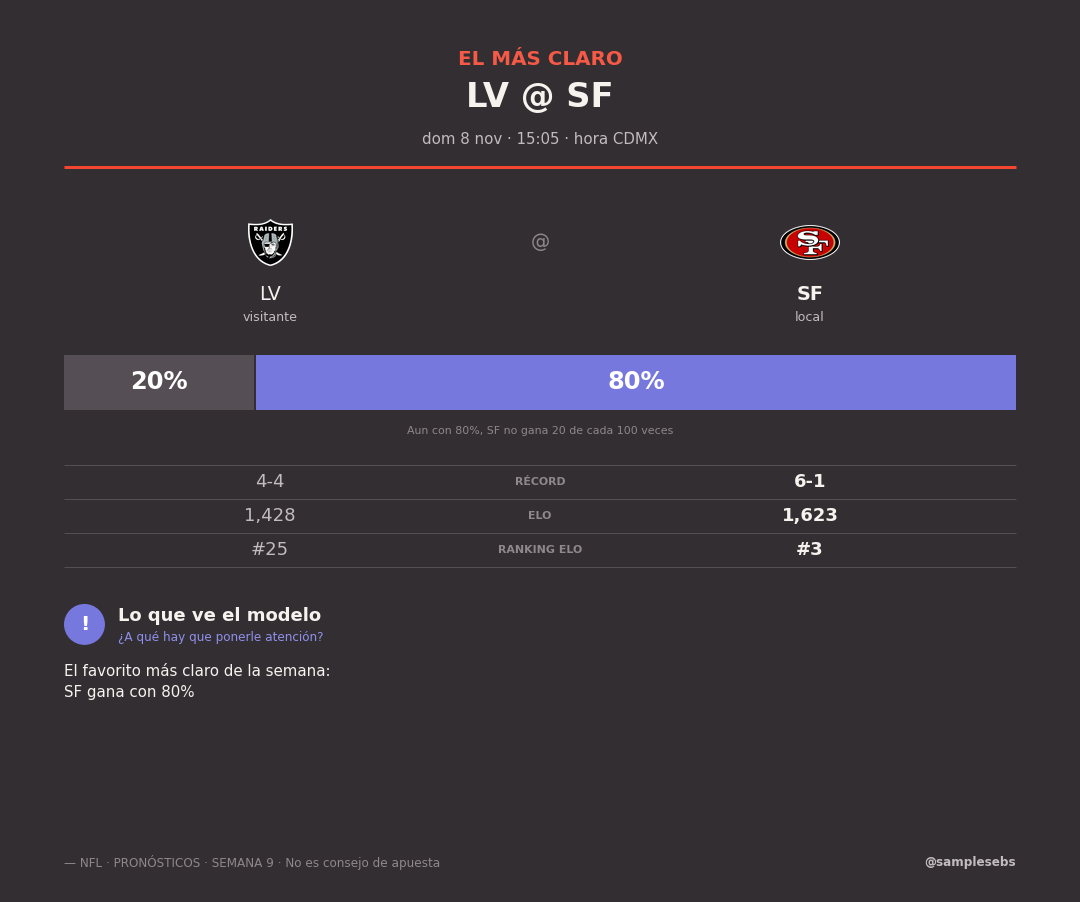 EL MÁS CLARO
LV @ SF
dom 8 nov · 15:05 · hora CDMX
RAIDERS
@
SF
LV
SF
visitante
local
20%
80%
Aun con 80%, SF no gana 20 de cada 100 veces
4-4 RÉCORD 6-1
1,428 ELO 1,623
#25 RANKING ELO #3
!
Lo que ve el modelo
¿A qué hay que ponerle atención?
El favorito más claro de la semana:
SF gana con 80%
— NFL · PRONÓSTICOS · SEMANA 9 · No es consejo de apuesta
@samplesebs